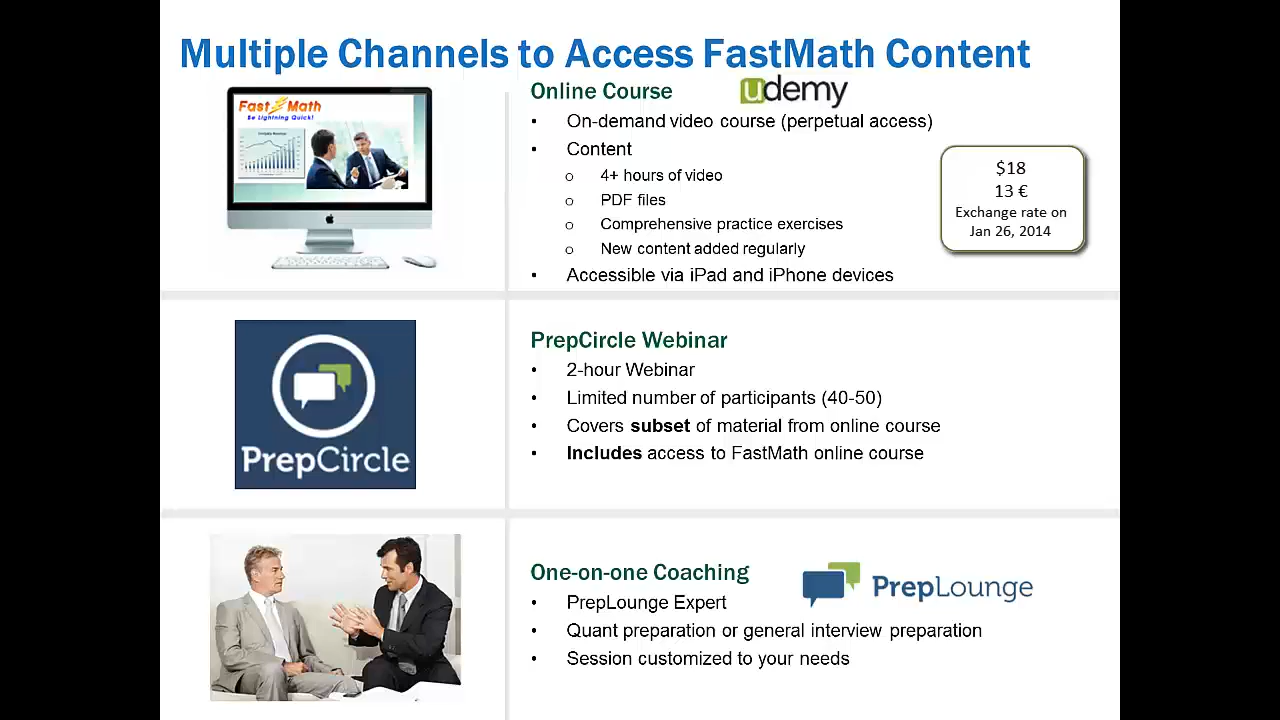 Multiple Channels to Access FastMath Content
Fast Math
Be Lightning Quick!
Online Course
udemy
• On-demand video course (perpetual access)
• Content
o 4+ hours of video
o PDF files
o Comprehensive practice exercises
o New content added regularly
• Accessible via iPad and iPhone devices
$18
13 €
Exchange rate on
Jan 26, 2014
PrepCircle
PrepCircle Webinar
• 2-hour Webinar
• Limited number of participants (40-50)
• Covers subset of material from online course
• Includes access to FastMath online course
One-on-one Coaching
PrepLounge
• PrepLounge Expert
• Quant preparation or general interview preparation
• Session customized to your needs